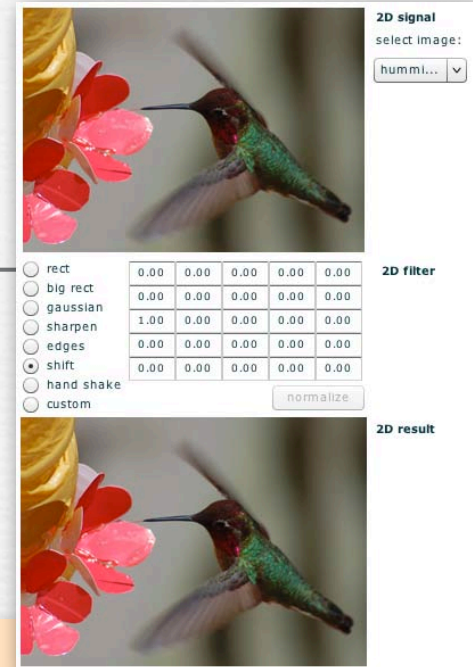 2D signal
select image:
hummi...
rect
big rect
gaussian
sharpen
edges
shift
hand shake
custom
0.00 0.00 0.00 0.00 0.00
0.00 0.00 0.00 0.00 0.00
1.00 0.00 0.00 0.00 0.00
0.00 0.00 0.00 0.00 0.00
0.00 0.00 0.00 0.00 0.00
normalize
2D filter
2D result